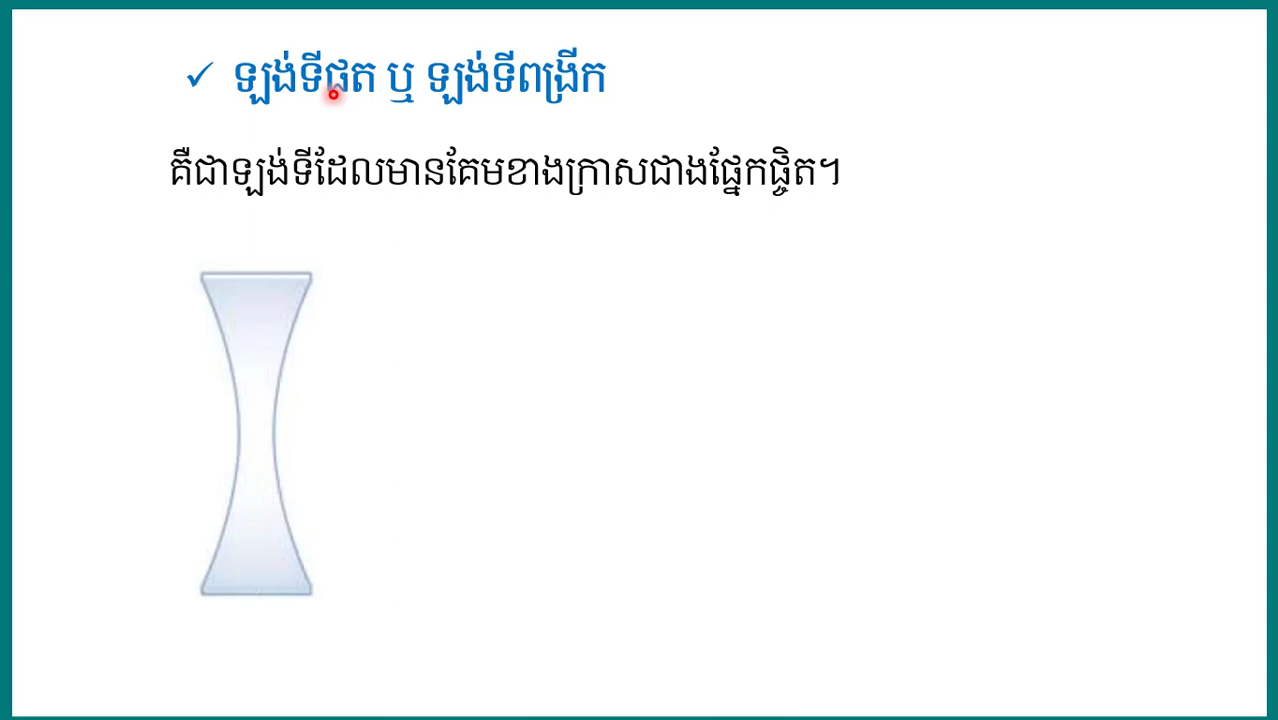 ✓ ឡង់ទីផុត ឬ ឡង់ទីពង្រីក
គឺជាឡង់ទីដែលមានគែមខាងក្រាសជាងផ្នែកផ្ចិត។